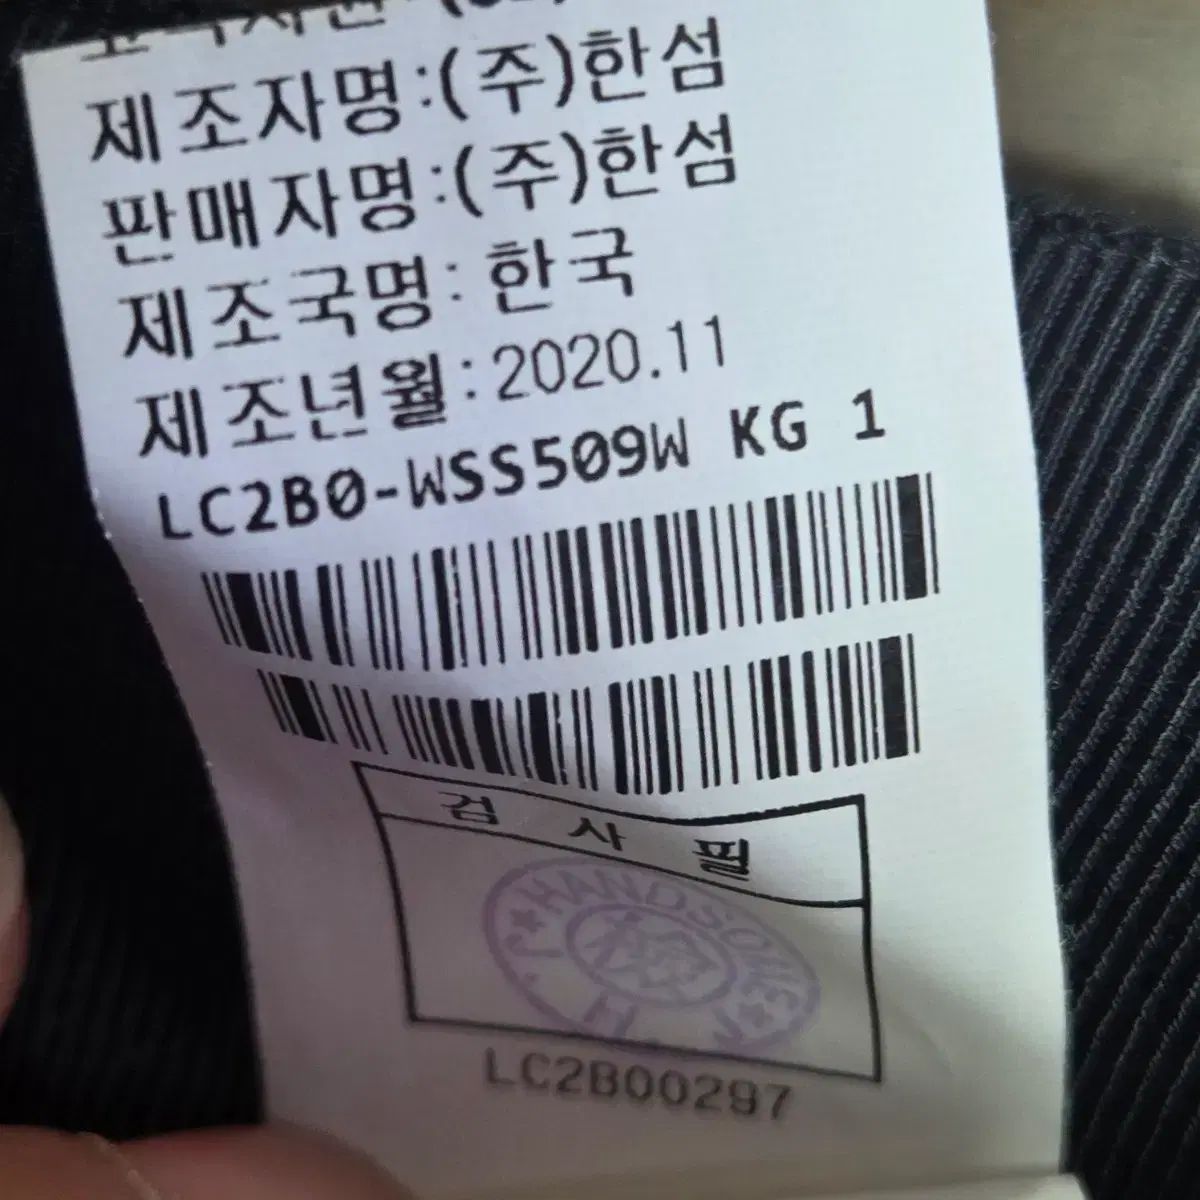 제조자명:(주)한섬
판매자명:(주)한섬
제조국명: 한국
제조년월:2020.11
LC2B0-WSS509W KG 1
검 사 필
HANDSOME
LC2B00297